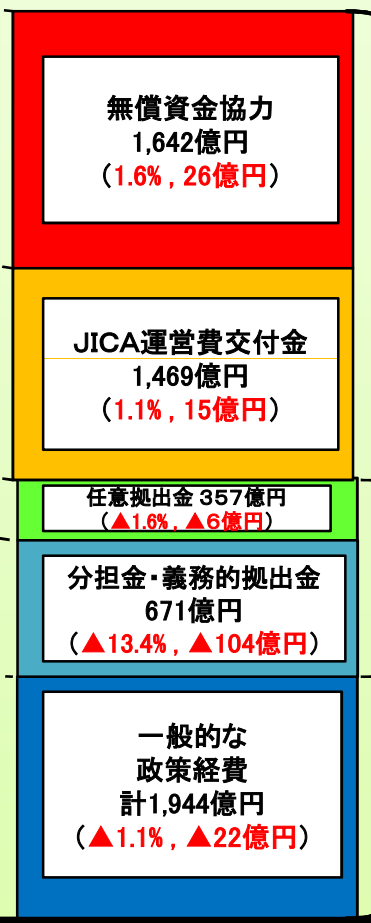 無償資金協力
1,642億円
（1.6% , 26億円）
JICA運営費交付金
1,469億円
（1.1% , 15億円）
任意拠出金 357億円
（▲1.6% , ▲6億円）
分担金・義務的拠出金
671億円
（▲13.4% , ▲104億円）
一般的な
政策経費
計1,944億円
（▲1.1% , ▲22億円）